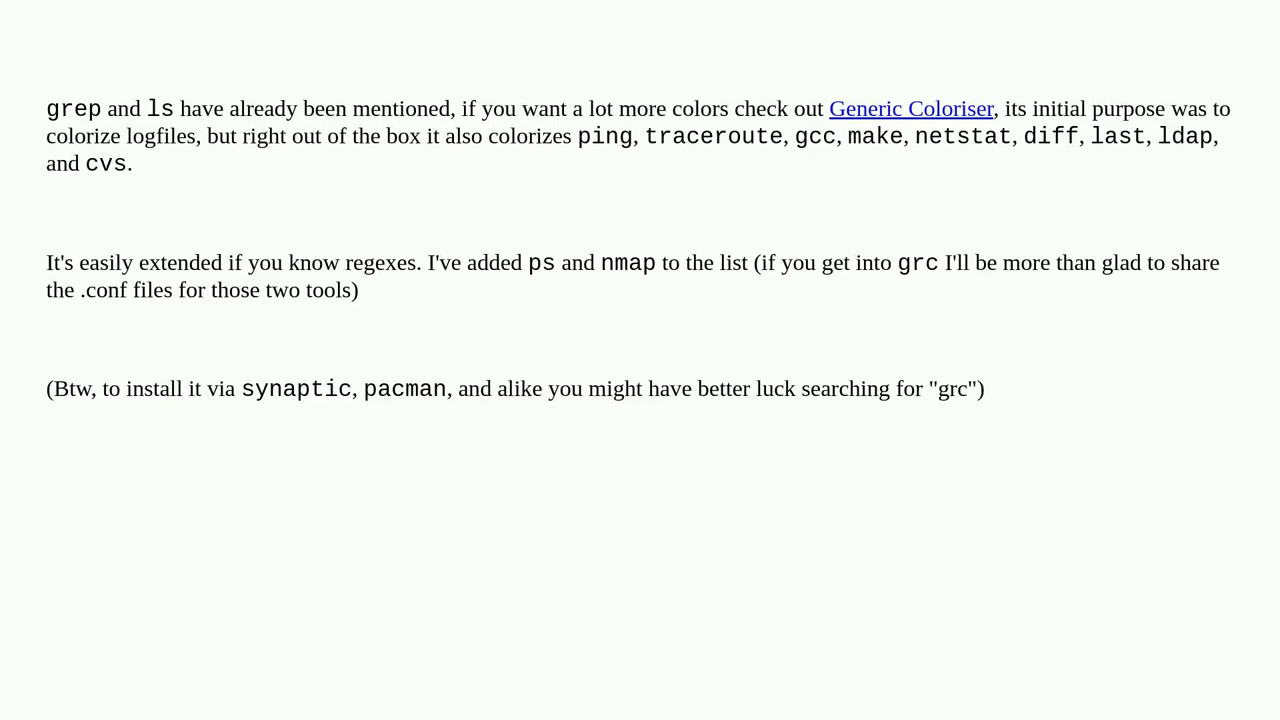 grep and ls have already been mentioned, if you want a lot more colors check out Generic Coloriser, its initial purpose was to
colorize logfiles, but right out of the box it also colorizes ping, traceroute, gcc, make, netstat, diff, last, ldap,
and cvs.
It's easily extended if you know regexes. I've added ps and nmap to the list (if you get into grc I'll be more than glad to share
the .conf files for those two tools)
(Btw, to install it via synaptic, pacman, and alike you might have better luck searching for "grc")